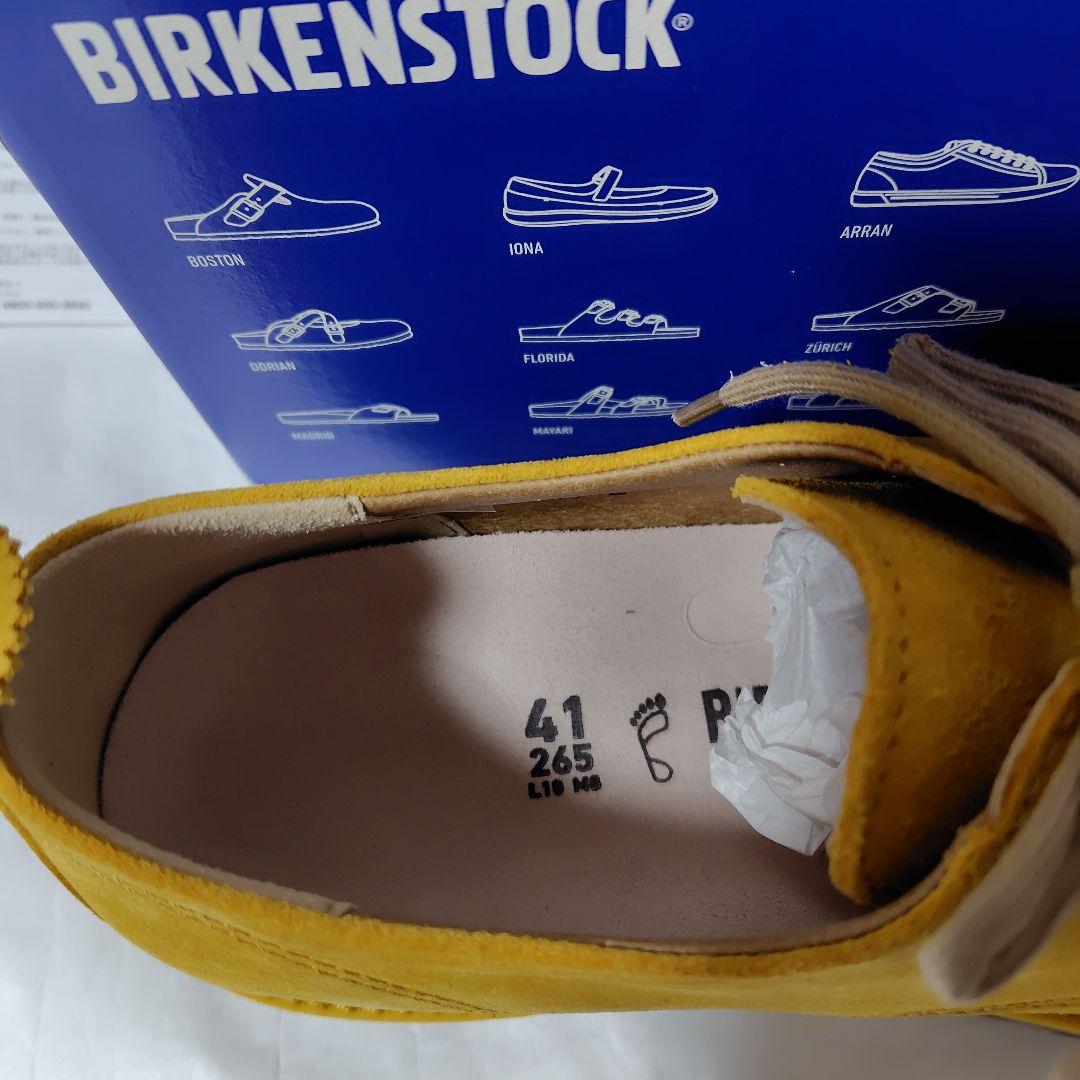 BIRKENSTOCK®
BOSTON
IONA
ARRAN
DORIAN
FLORIDA
ZÜRICH
MADRID
MAYARI
41
265
L10 M8